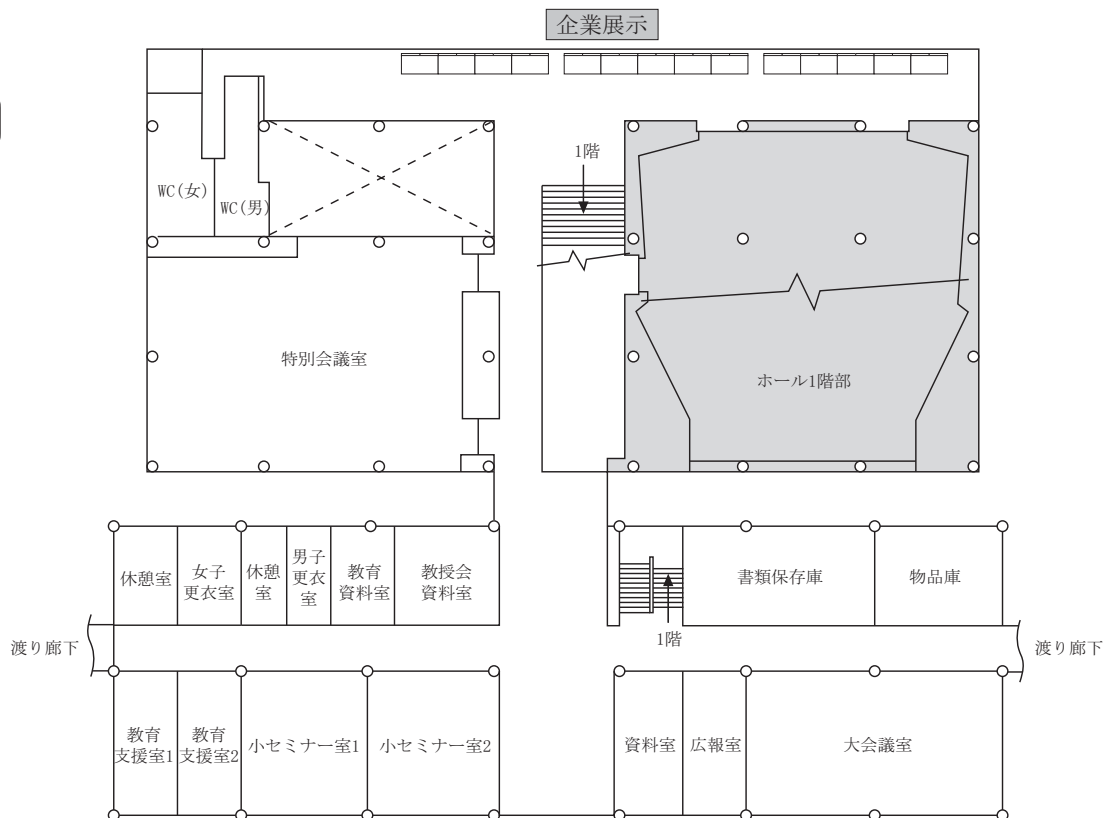 企業展示
1階
WC(女)
WC(男)
特別会議室
ホール1階部
休憩室
女子
更衣室
休憩
室
男子
更衣
室
教育
資料室
教授会
資料室
書類保存庫
物品庫
1階
渡り廊下
渡り廊下
教育
支援室1
教育
支援室2
小セミナー室1
小セミナー室2
資料室
広報室
大会議室